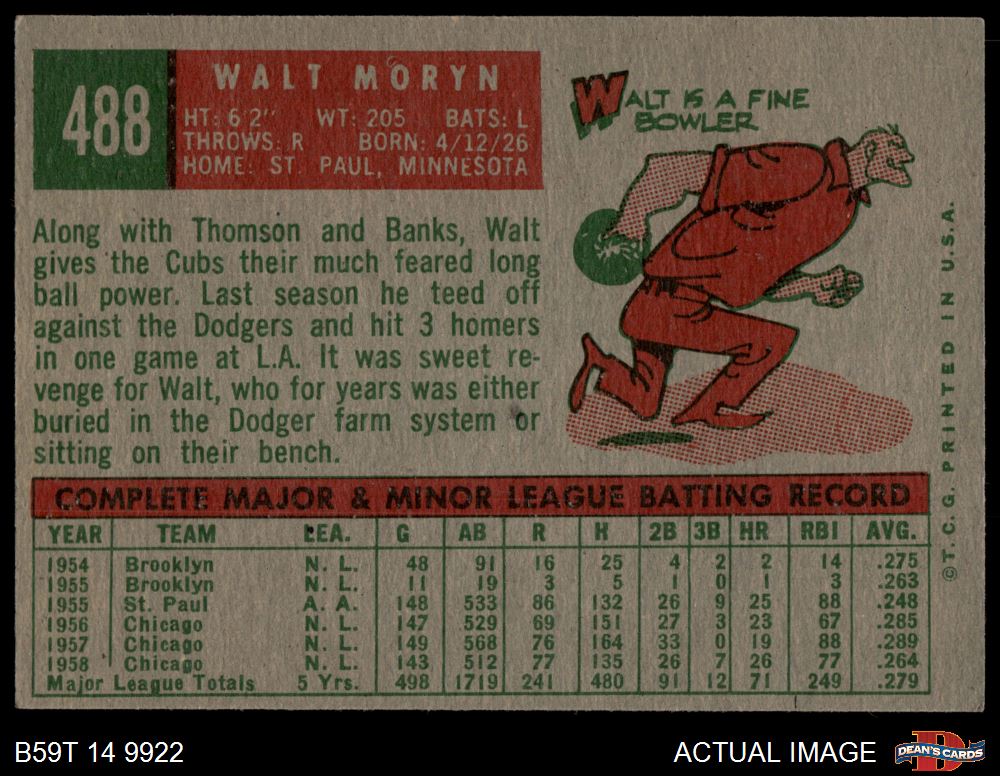 488
WALT MORYN
HT: 6'2" WT: 205 BATS: L
THROWS: R BORN: 4/12/26
HOME: ST. PAUL, MINNESOTA
WALT IS A FINE
BOWLER
Along with Thomson and Banks, Walt
gives the Cubs their much feared long
ball power. Last season he teed off
against the Dodgers and hit 3 homers
in one game at L.A. It was sweet re-
venge for Walt, who for years was either
buried in the Dodger farm system or
sitting on their bench.
© T. C. G. PRINTED IN U.S.A.
COMPLETE MAJOR & MINOR LEAGUE BATTING RECORD
YEAR TEAM LEA. G AB R H 2B 3B HR RBI AVG.
1954 Brooklyn N. L. 48 91 16 25 4 2 2 14 .275
1955 Brooklyn N. L. 11 19 3 5 1 0 1 3 .263
1955 St. Paul A. A. 148 533 86 132 26 9 25 88 .248
1956 Chicago N. L. 147 529 69 151 27 3 23 67 .285
1957 Chicago N. L. 149 568 76 164 33 0 19 88 .289
1958 Chicago N. L. 143 512 77 135 26 7 26 77 .264
Major League Totals 5 Yrs. 498 1719 241 480 91 12 71 249 .279
B59T 14 9922
ACTUAL IMAGE
DEAN'S CARDS